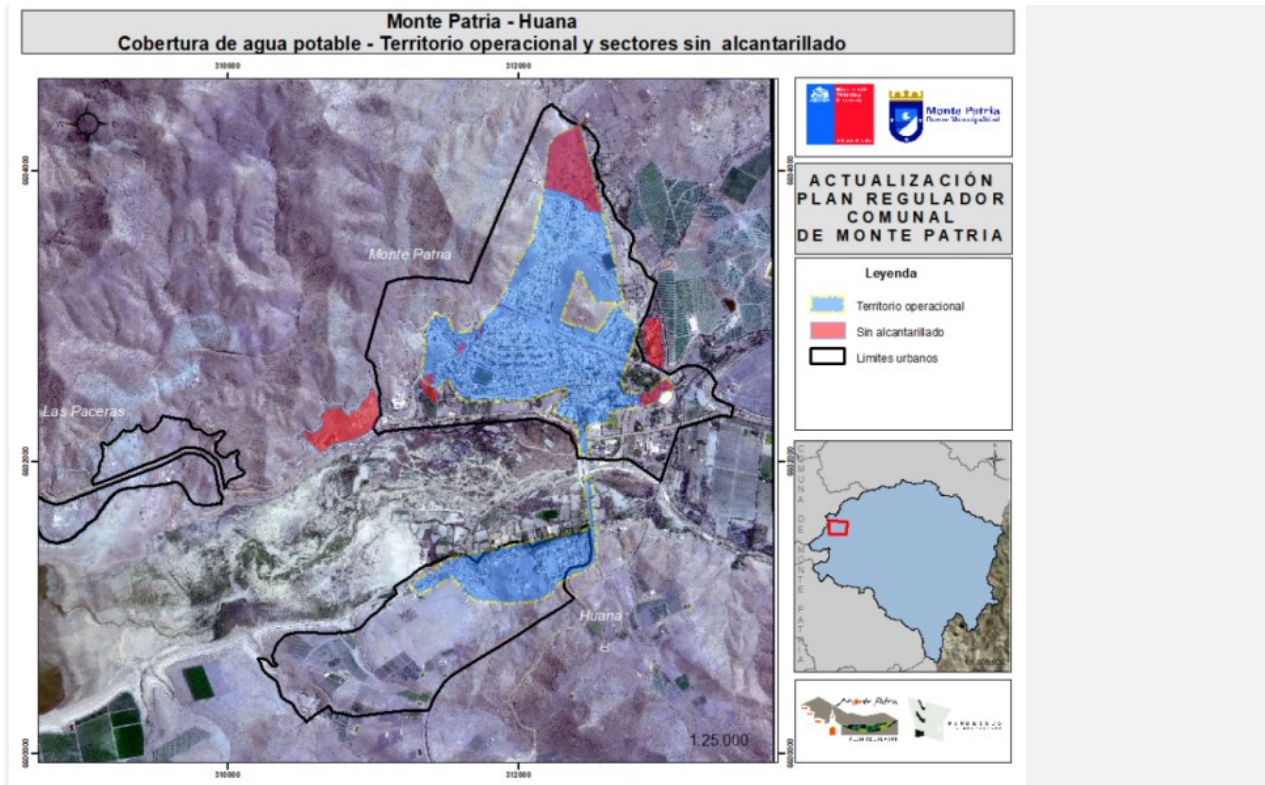 Monte Patria - Huana
Cobertura de agua potable - Territorio operacional y sectores sin alcantarillado
310000
312000
Monte Patria
Las Paceras
Huana
1:25.000
310000
312000
Monte Patria
ACTUALIZACIÓN
PLAN REGULADOR
COMUNAL
DE MONTE PATRIA
Leyenda
Territorio operacional
Sin alcantarillado
Limites urbanos
COMUNA DE MONTE PATRIA
Monte Patria